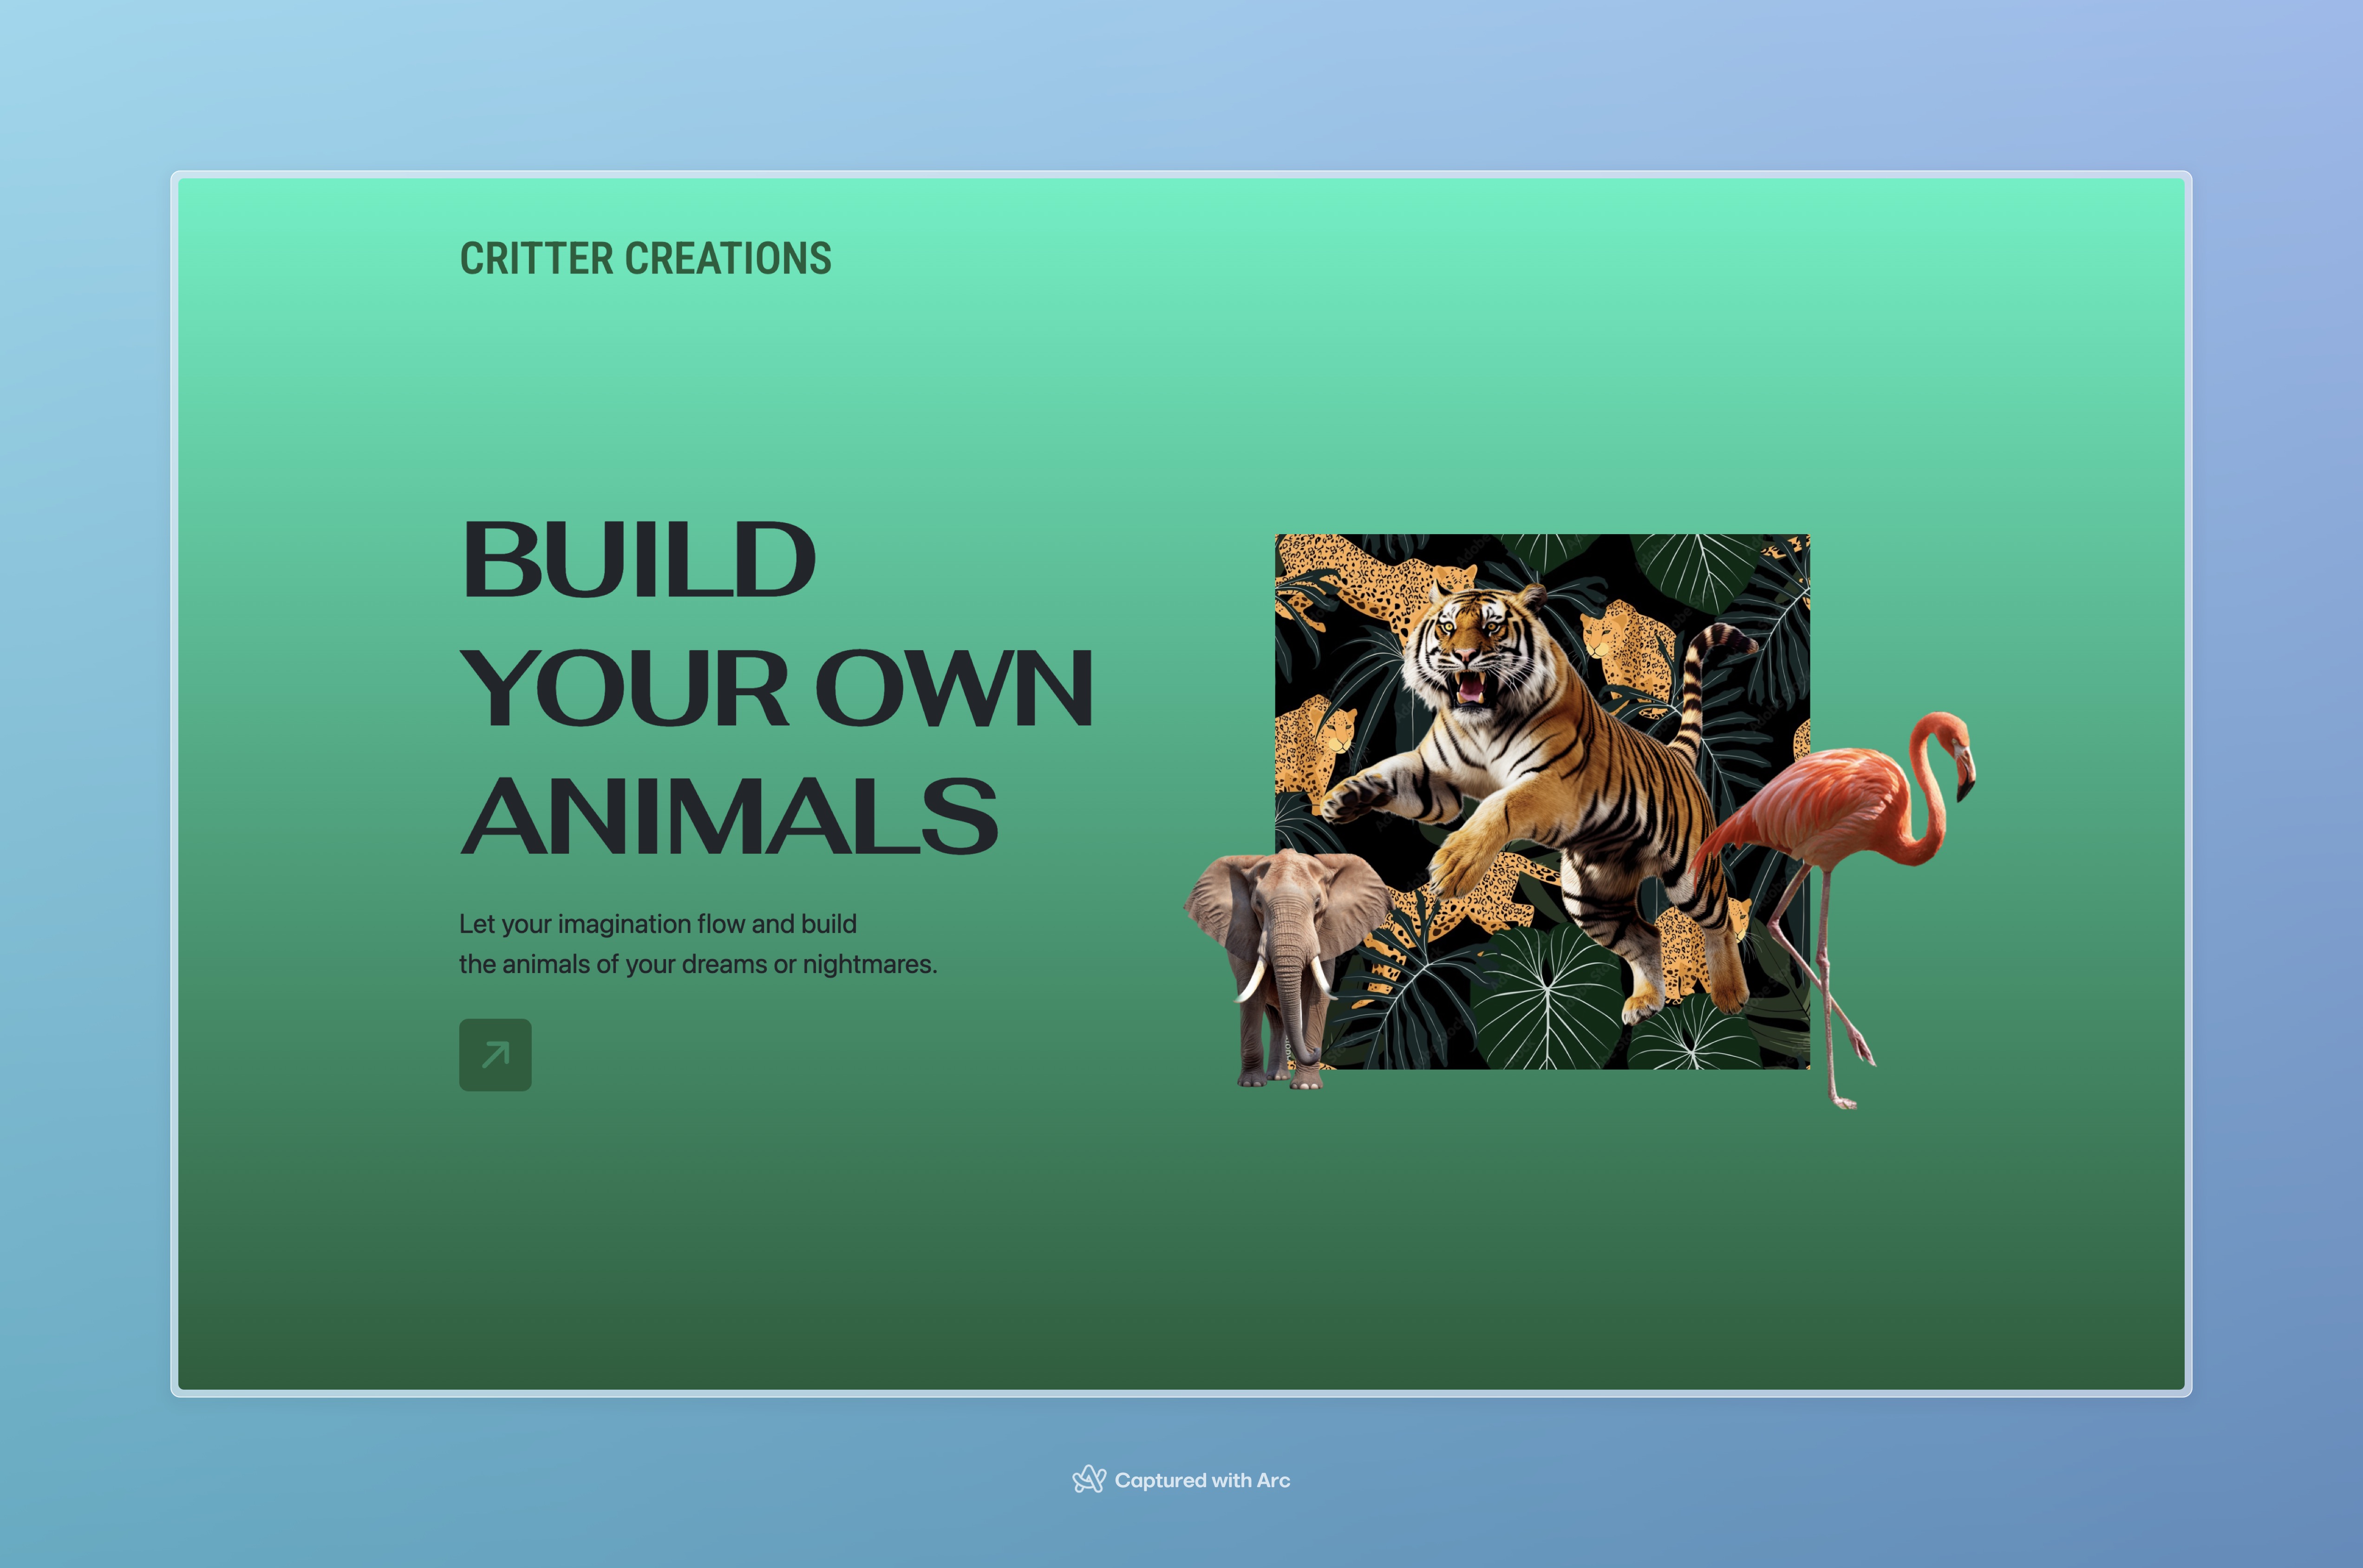 CRITTER CREATIONS
BUILD
YOUR OWN
ANIMALS
Let your imagination flow and build
the animals of your dreams or nightmares.
Captured with Arc